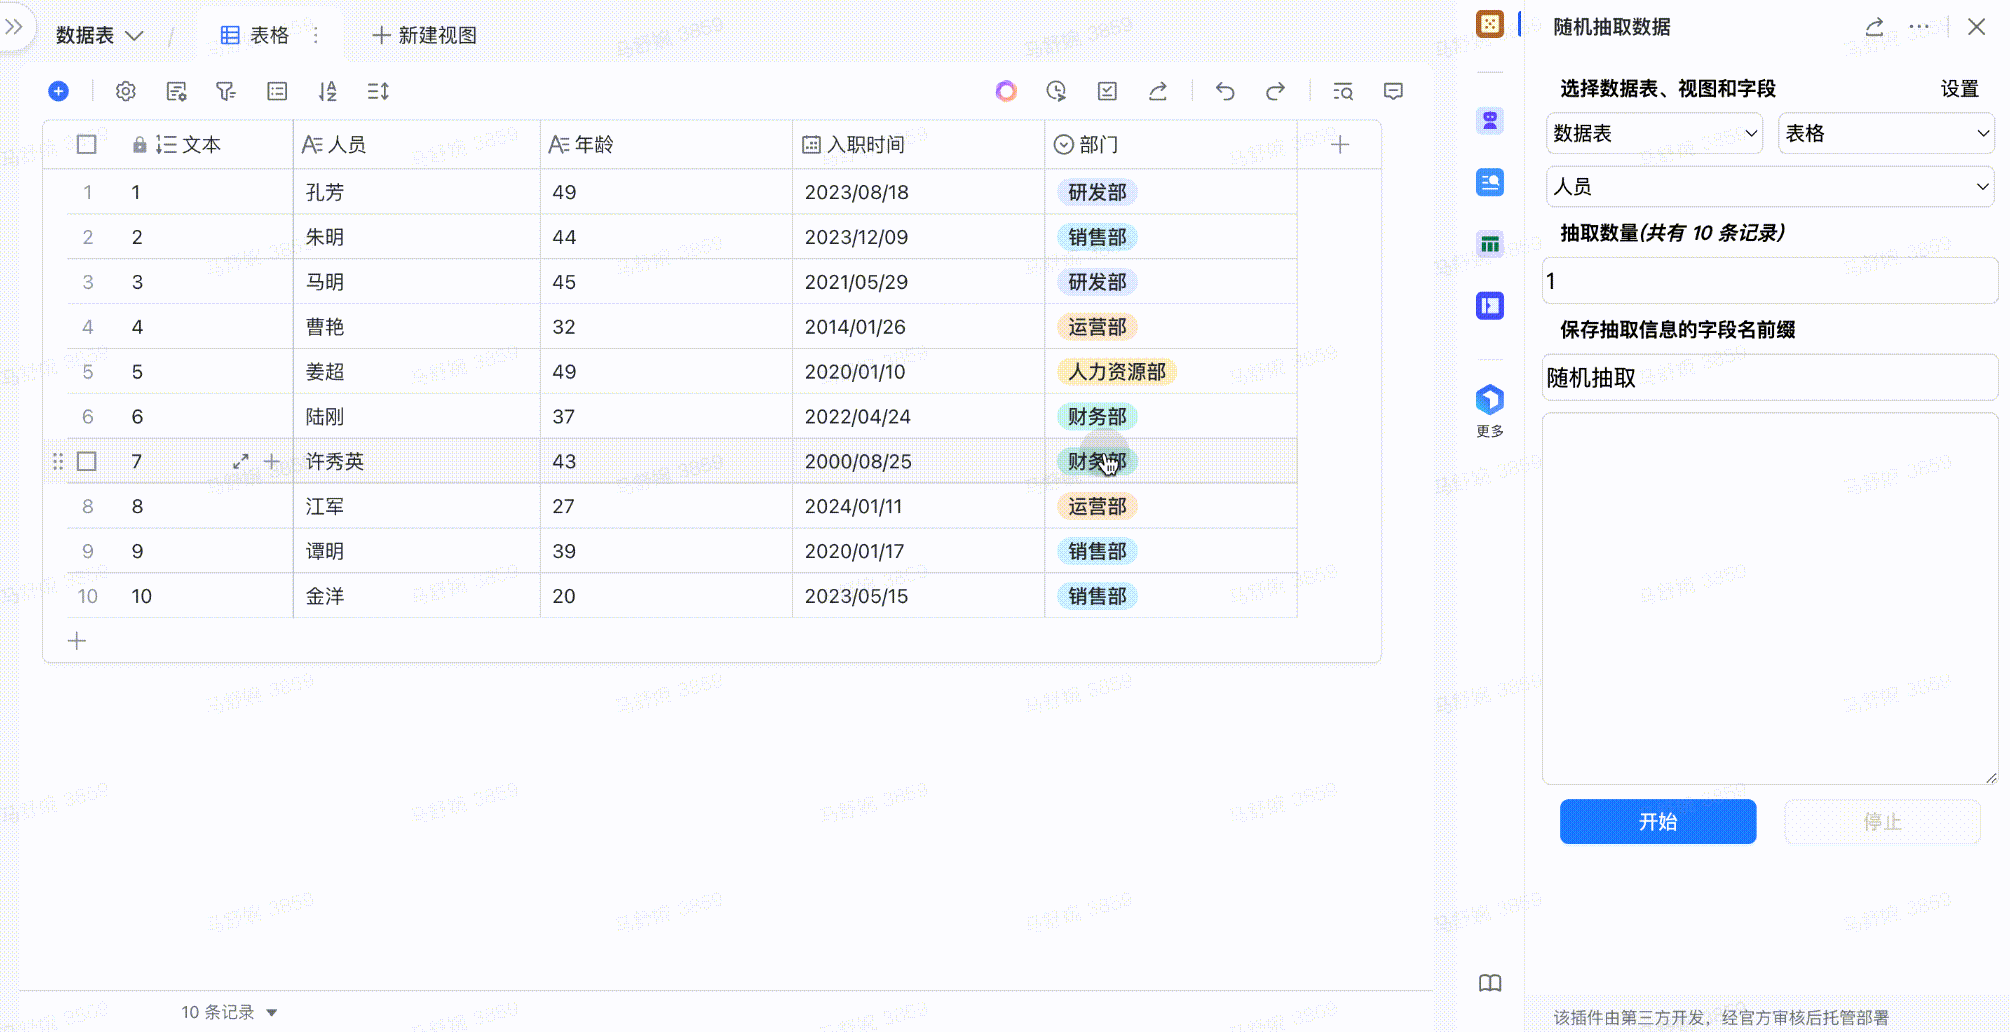 数据表 / 表格 新建视图
文本 人员 年龄 入职时间 部门
1 1 孔芳 49 2023/08/18 研发部
2 2 朱明 44 2023/12/09 销售部
3 3 马明 45 2021/05/29 研发部
4 4 曹艳 32 2014/01/26 运营部
5 5 姜超 49 2020/01/10 人力资源部
6 6 陆刚 37 2022/04/24 财务部
7 许秀英 43 2000/08/25 财务部
8 8 江军 27 2024/01/11 运营部
9 9 谭明 39 2020/01/17 销售部
10 10 金洋 20 2023/05/15 销售部
10 条记录
更多
随机抽取数据
选择数据表、视图和字段 设置
数据表 表格
人员
抽取数量(共有 10 条记录)
1
保存抽取信息的字段名前缀
随机抽取
开始 停止
该插件由第三方开发，经官方审核后托管部署